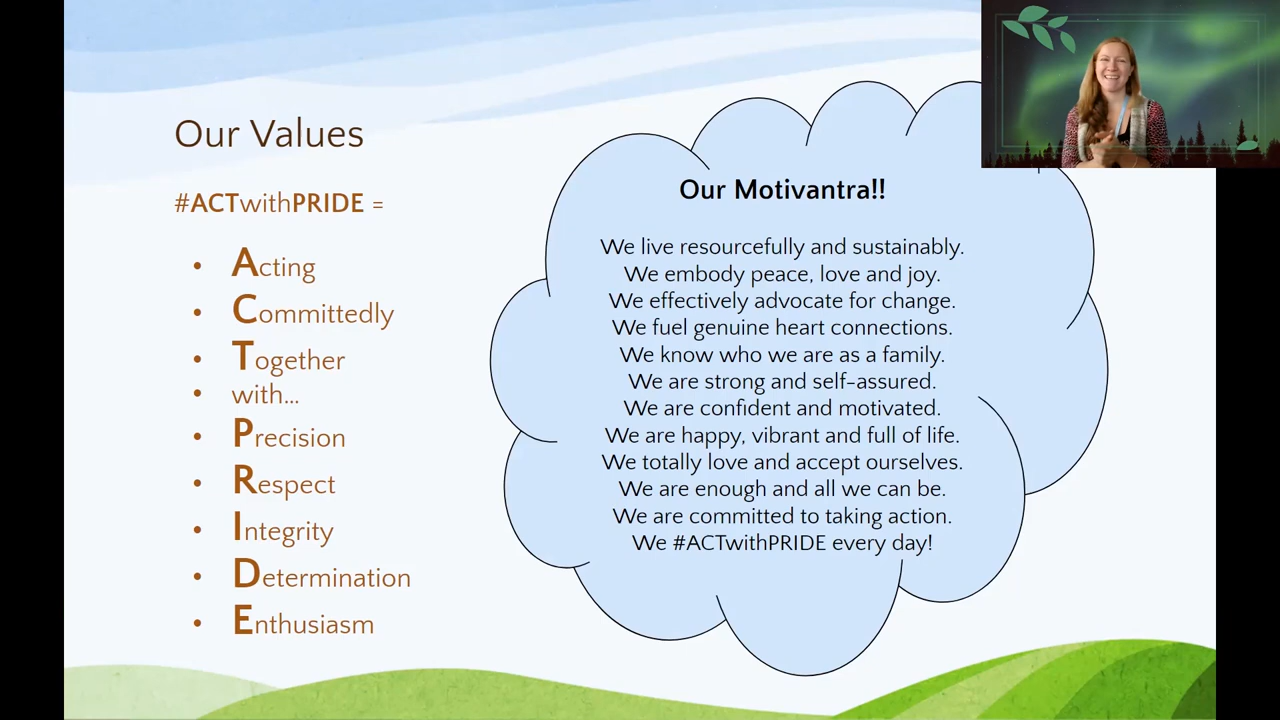 Our Values
#ACTwithPRIDE =
• Acting
• Committedly
• Together
• with…
• Precision
• Respect
• Integrity
• Determination
• Enthusiasm
Our Motivantra!!
We live resourcefully and sustainably.
We embody peace, love and joy.
We effectively advocate for change.
We fuel genuine heart connections.
We know who we are as a family.
We are strong and self-assured.
We are confident and motivated.
We are happy, vibrant and full of life.
We totally love and accept ourselves.
We are enough and all we can be.
We are committed to taking action.
We #ACTwithPRIDE every day!